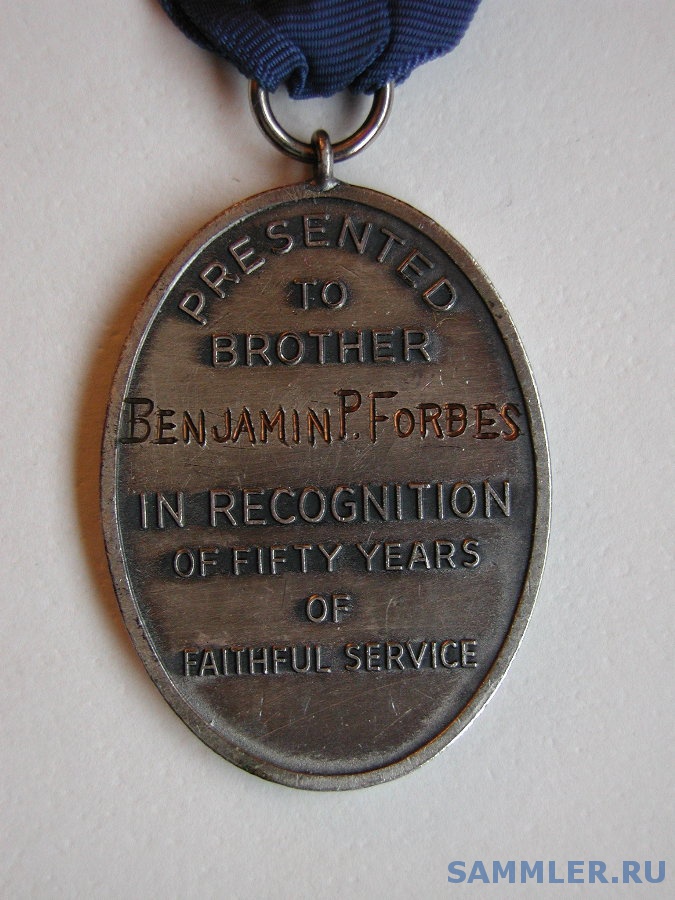 PRESENTED
TO
BROTHER
BENJAMIN P. FORBES
IN RECOGNITION
OF FIFTY YEARS
OF
FAITHFUL SERVICE
SAMMLER.RU